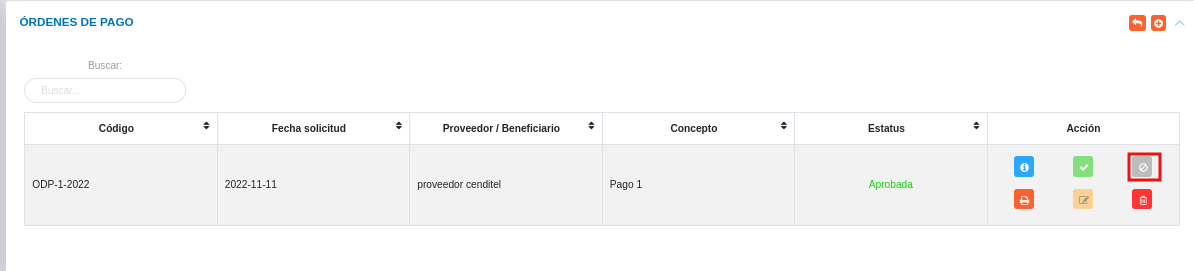 ÓRDENES DE PAGO
Buscar:
Buscar...
Código Fecha solicitud Proveedor / Beneficiario Concepto Estatus Acción
ODP-1-2022 2022-11-11 proveedor cenditel Pago 1 Aprobada